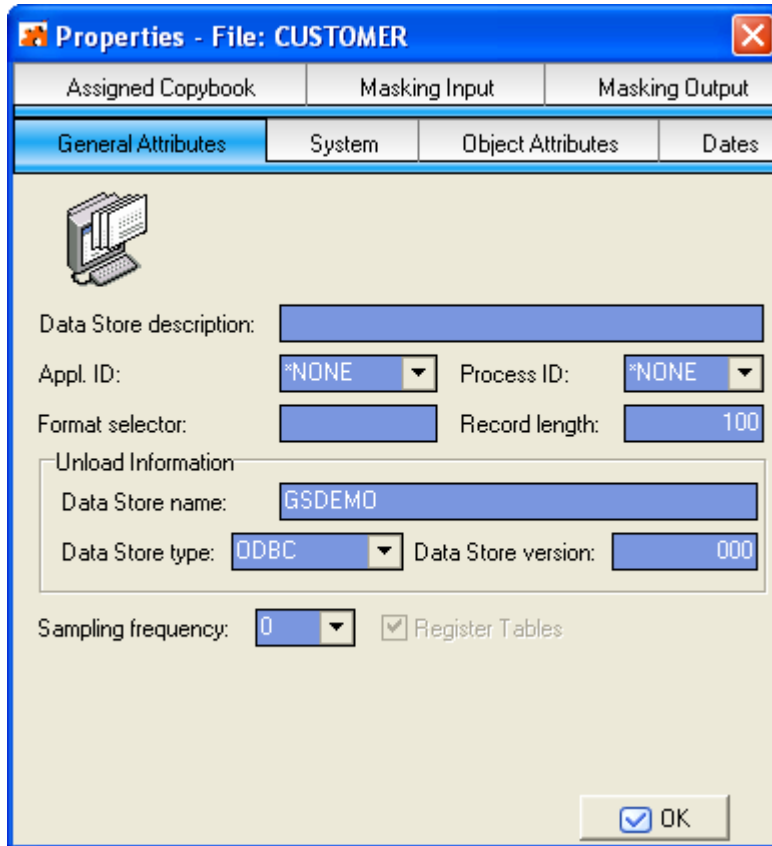 Properties - File: CUSTOMER
Assigned Copybook Masking Input Masking Output
General Attributes System Object Attributes Dates
Data Store description:
Appl. ID: *NONE Process ID: *NONE
Format selector: Record length: 100
Unload Information
Data Store name: GSDEMO
Data Store type: ODBC Data Store version: 000
Sampling frequency: 0 Register Tables
OK